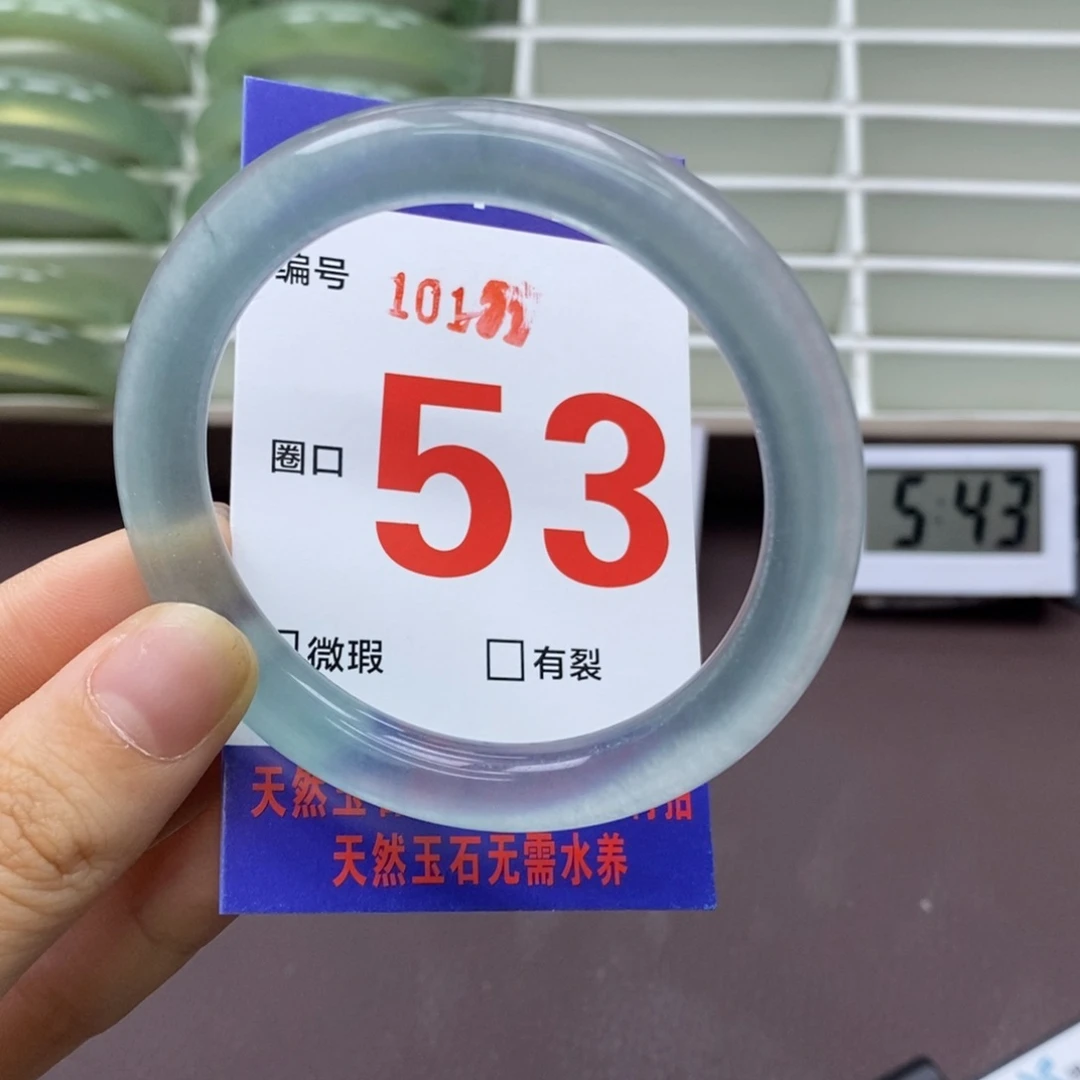 编号
圈口 53
微瑕 有裂
天然玉
天然玉石无需水养
5:43